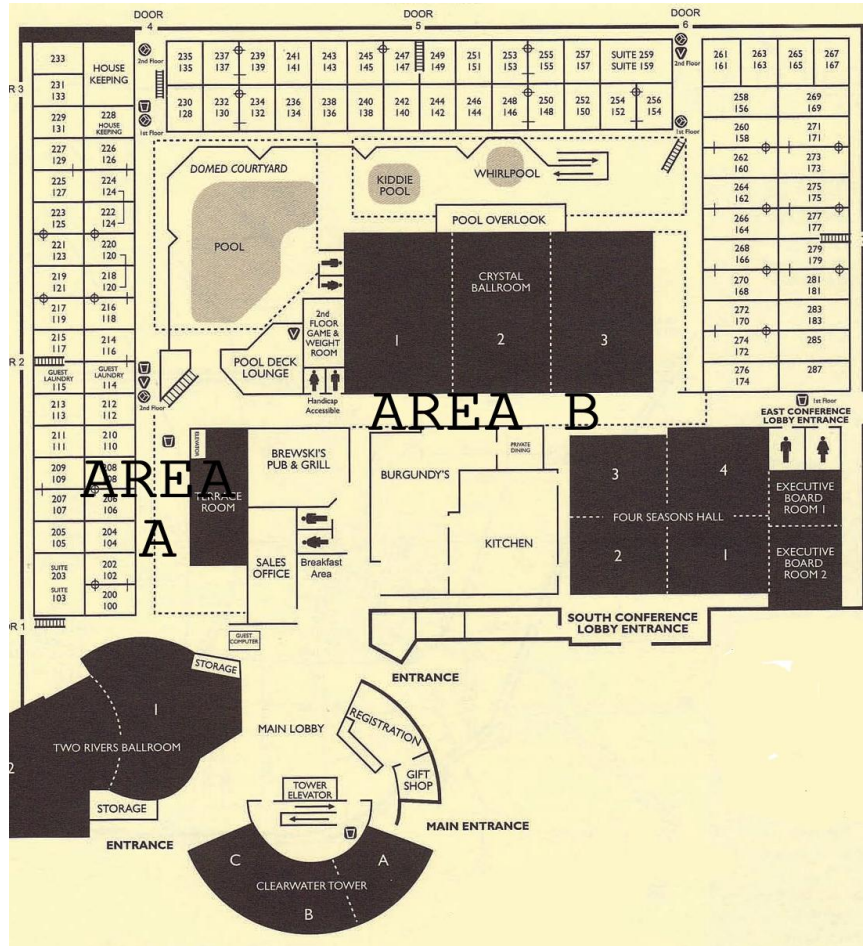 DOOR
4
DOOR
5
DOOR
6
233
231
133
229
131
227
129
225
127
223
125
221
123
219
121
217
119
215
117
GUEST
LAUNDRY
115
213
113
211
111
209
109
207
107
205
105
SUITE
203
SUITE
103
HOUSE
KEEPING
228
HOUSE
KEEPING
226
126
224
124
222
124
220
120
218
120
216
118
214
116
GUEST
LAUNDRY
114
212
112
210
110
208
206
106
204
104
202
102
200
100
R 3
R 2
R 1
2nd Floor
1st Floor
2nd Floor
235
135
237
137
239
139
241
141
243
143
245
145
247
147
249
149
251
151
253
153
255
155
257
157
SUITE 259
SUITE 159
230
128
232
130
234
132
236
134
238
136
240
138
242
140
244
142
246
144
248
146
250
148
252
150
254
152
256
154
2nd Floor
1st Floor
261
161
263
163
265
165
267
167
258
156
269
169
260
158
271
171
262
160
273
173
264
162
275
175
266
164
277
177
268
166
279
179
270
168
281
181
272
170
283
183
274
172
285
276
174
287
DOMED COURTYARD
POOL
KIDDIE
POOL
WHIRLPOOL
POOL OVERLOOK
CRYSTAL
BALLROOM
1
2
3
2nd
FLOOR
GAME &
WEIGHT
ROOM
POOL DECK
LOUNGE
Handicap
Accessible
AREA B
1st Floor
EAST CONFERENCE
LOBBY ENTRANCE
ELEVATOR
AREA
A
TERRACE
ROOM
BREWSKI'S
PUB & GRILL
SALES
OFFICE
Breakfast
Area
BURGUNDY'S
PRIVATE
DINING
KITCHEN
3
4
FOUR SEASONS HALL
2
1
EXECUTIVE
BOARD
ROOM 1
EXECUTIVE
BOARD
ROOM 2
SOUTH CONFERENCE
LOBBY ENTRANCE
GUEST
COMPUTER
ENTRANCE
STORAGE
1
TWO RIVERS BALLROOM
2
STORAGE
ENTRANCE
MAIN LOBBY
REGISTRATION
GIFT
SHOP
TOWER
ELEVATOR
MAIN ENTRANCE
C
A
CLEARWATER TOWER
B